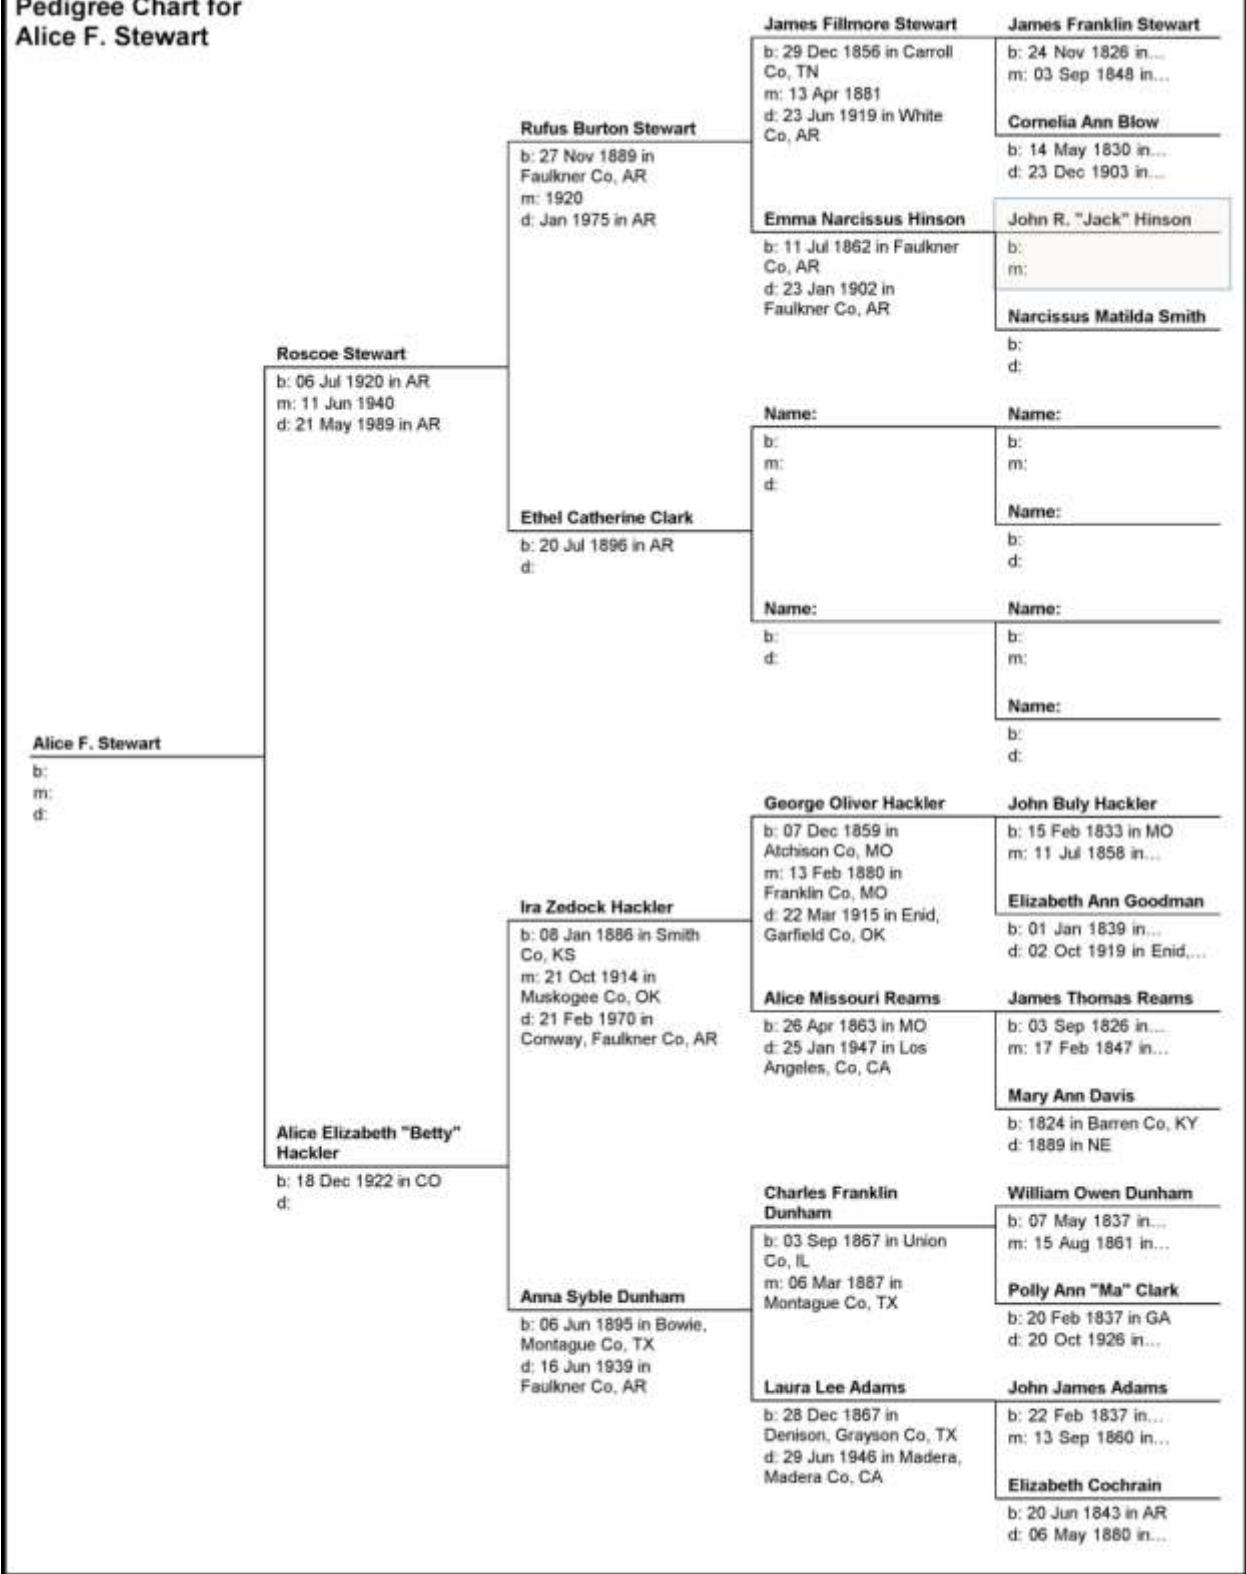 Pedigree Chart for
Alice F. Stewart
Alice F. Stewart
b:
m:
d:
Roscoe Stewart
b: 06 Jul 1920 in AR
m: 11 Jun 1940
d: 21 May 1989 in AR
Alice Elizabeth "Betty"
Hackler
b: 18 Dec 1922 in CO
d:
Rufus Burton Stewart
b: 27 Nov 1889 in
Faulkner Co, AR
m: 1920
d: Jan 1975 in AR
Ethel Catherine Clark
b: 20 Jul 1896 in AR
d:
Ira Zedock Hackler
b: 08 Jan 1886 in Smith
Co, KS
m: 21 Oct 1914 in
Muskogee Co, OK
d: 21 Feb 1970 in
Conway, Faulkner Co, AR
Anna Syble Dunham
b: 06 Jun 1895 in Bowie,
Montague Co, TX
d: 16 Jun 1939 in
Faulkner Co, AR
James Fillmore Stewart
b: 29 Dec 1856 in Carroll
Co, TN
m: 13 Apr 1881
d: 23 Jun 1919 in White
Co, AR
Emma Narcissus Hinson
b: 11 Jul 1862 in Faulkner
Co, AR
d: 23 Jan 1902 in
Faulkner Co, AR
Name:
b:
m:
d:
Name:
b:
d:
George Oliver Hackler
b: 07 Dec 1859 in
Atchison Co, MO
m: 13 Feb 1880 in
Franklin Co, MO
d: 22 Mar 1915 in Enid,
Garfield Co, OK
Alice Missouri Reams
b: 26 Apr 1863 in MO
d: 25 Jan 1947 in Los
Angeles, Co, CA
Charles Franklin
Dunham
b: 03 Sep 1867 in Union
Co, IL
m: 06 Mar 1887 in
Montague Co, TX
Laura Lee Adams
b: 28 Dec 1867 in
Denison, Grayson Co, TX
d: 29 Jun 1946 in Madera,
Madera Co, CA
James Franklin Stewart
b: 24 Nov 1826 in...
m: 03 Sep 1848 in...
Cornelia Ann Blow
b: 14 May 1830 in...
d: 23 Dec 1903 in...
John R. "Jack" Hinson
b:
m:
Narcissus Matilda Smith
b:
d:
Name:
b:
m:
Name:
b:
d:
Name:
b:
m:
Name:
b:
d:
John Buly Hackler
b: 15 Feb 1833 in MO
m: 11 Jul 1858 in...
Elizabeth Ann Goodman
b: 01 Jan 1839 in...
d: 02 Oct 1919 in Enid,...
James Thomas Reams
b: 03 Sep 1826 in...
m: 17 Feb 1847 in...
Mary Ann Davis
b: 1824 in Barren Co, KY
d: 1889 in NE
William Owen Dunham
b: 07 May 1837 in...
m: 15 Aug 1861 in...
Polly Ann "Ma" Clark
b: 20 Feb 1837 in GA
d: 20 Oct 1926 in...
John James Adams
b: 22 Feb 1837 in...
m: 13 Sep 1860 in...
Elizabeth Cochrain
b: 20 Jun 1843 in AR
d: 06 May 1880 in...